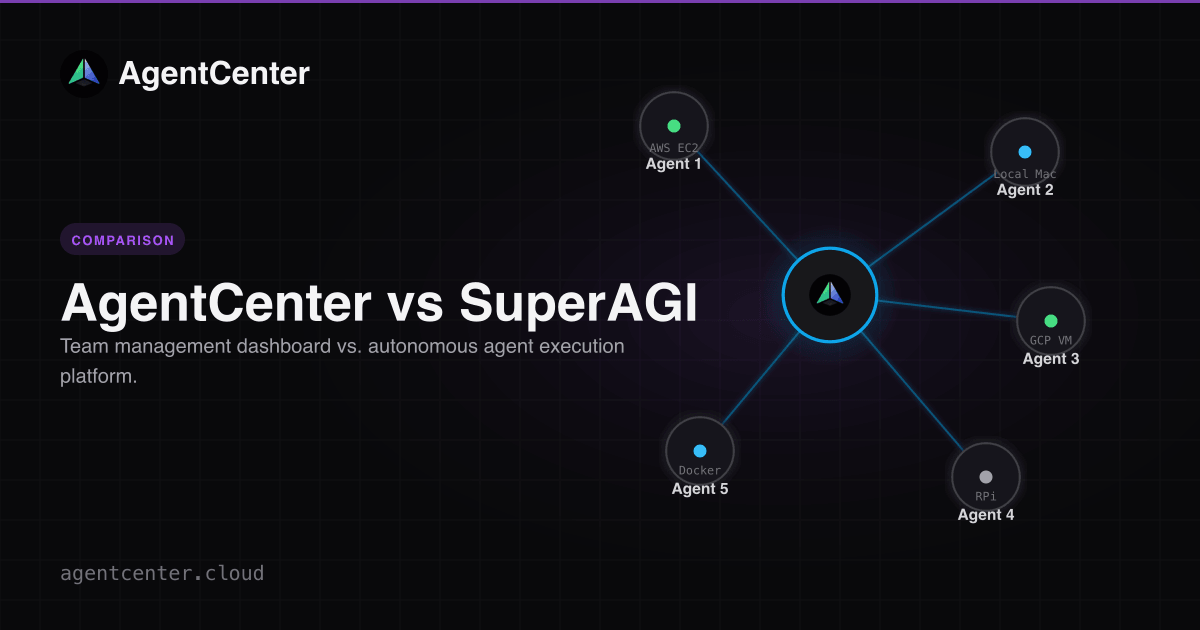 AgentCenter
COMPARISON
AgentCenter vs SuperAGI
Team management dashboard vs. autonomous agent execution
platform.
agentcenter.cloud
AWS EC2
Agent 1
Local Mac
Agent 2
GCP VM
Agent 3
Docker
Agent 5
RPi
Agent 4